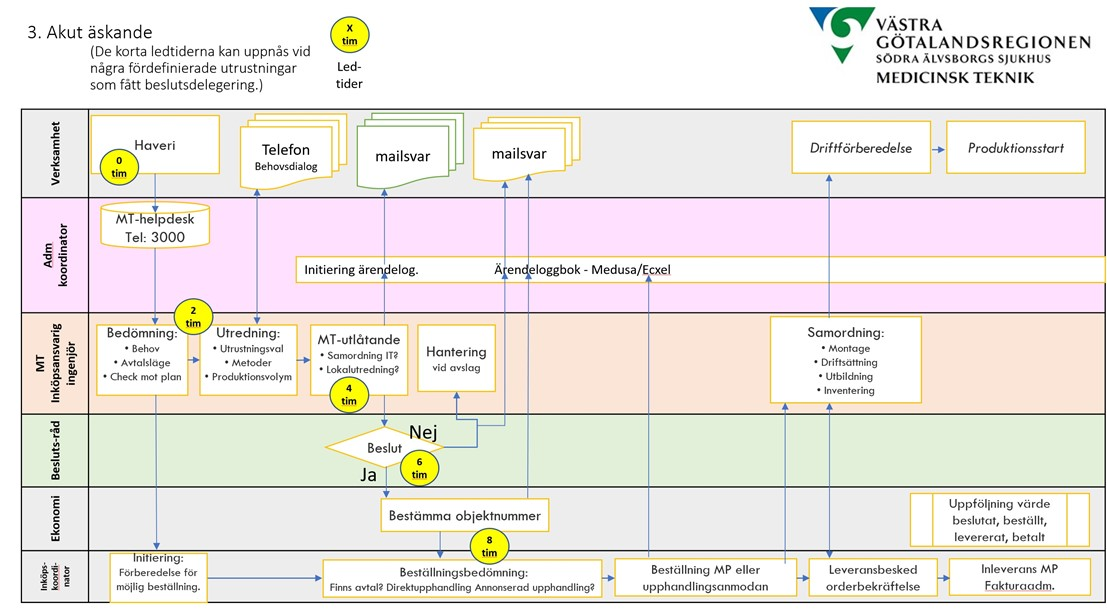 3. Akut äskande
(De korta ledtiderna kan uppnås vid
några fördefinierade utrustningar
som fått beslutsdelegering.)
X
tim
Led-
tider
VÄSTRA
GÖTALANDSREGIONEN
SÖDRA ÄLVSBORGS SJUKHUS
MEDICINSK TEKNIK
Verksamhet
Haveri
0
tim
Telefon
Behovsdialog
mailsvar
mailsvar
Driftförberedelse
Produktionsstart
Adm
koordinator
MT-helpdesk
Tel: 3000
Initiering ärendelog.
Ärendeloggbok - Medusa/Ecxel
MT
Inköpsansvarig
ingenjör
2
tim
Bedömning:
• Behov
• Avtalsläge
• Check mot plan
Utredning:
• Utrustningsval
• Metoder
• Produktionsvolym
MT-utlåtande
• Samordning IT?
• Lokalutredning?
4
tim
Hantering
vid avslag
Samordning:
• Montage
• Driftsättning
• Utbildning
• Inventering
Besluts-råd
Beslut
Nej
Ja
6
tim
Ekonomi
Bestämma objektnummer
8
tim
Uppföljning värde
beslutat, beställt,
levererat, betalt
Inköps-
koordi-
nator
Initiering:
Förberedelse för
möjlig beställning.
Beställningsbedömning:
Finns avtal? Direktupphandling Annonserad upphandling?
Beställning MP eller
upphandlingsanmodan
Leveransbesked
orderbekräftelse
Inleverans MP
Fakturaadm.